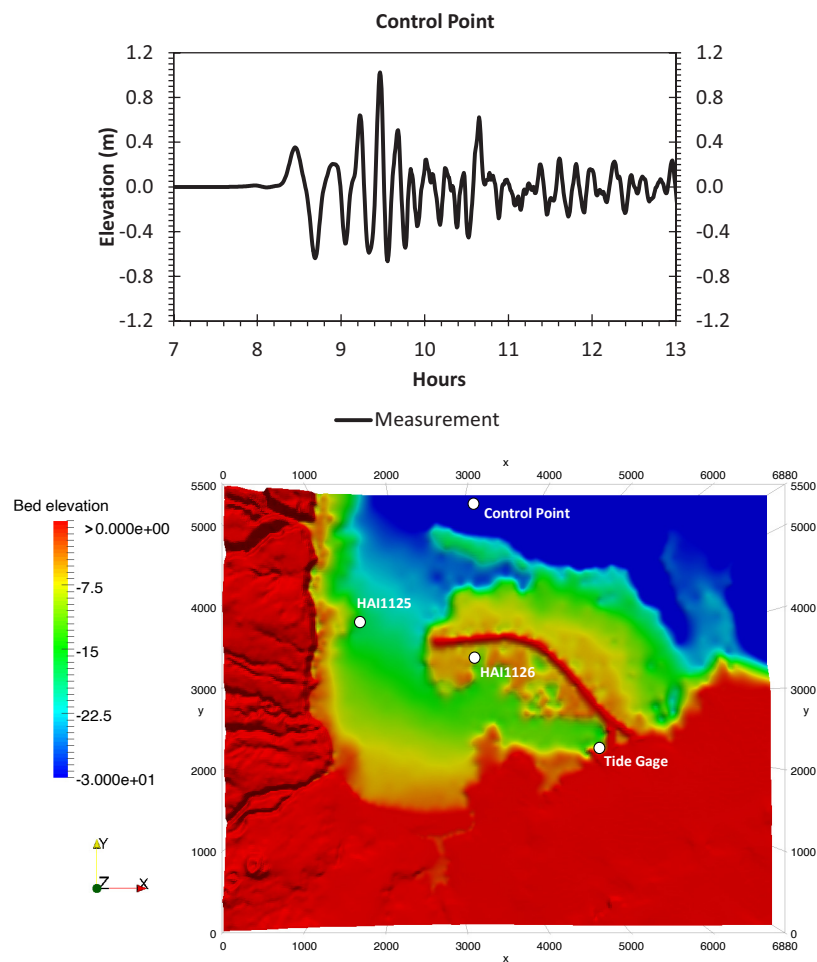 Control Point
1.2 1.2
0.8 0.8
0.4 0.4
0.0 0.0
-0.4 -0.4
-0.8 -0.8
-1.2 -1.2
Elevation (m)
7 8 9 10 11 12 13
Hours
Measurement
x
0 1000 2000 3000 4000 5000 6000 6880
5500 5500
Bed elevation
>0.000e+00
-7.5
-15
-22.5
-3.000e+01
Control Point
5000 5000
HAI1125
4000 4000
HAI1126
3000 3000
y y
Tide Gage
2000 2000
1000 1000
Y
Z X
0 0
0 1000 2000 3000 4000 5000 6000 6880
x